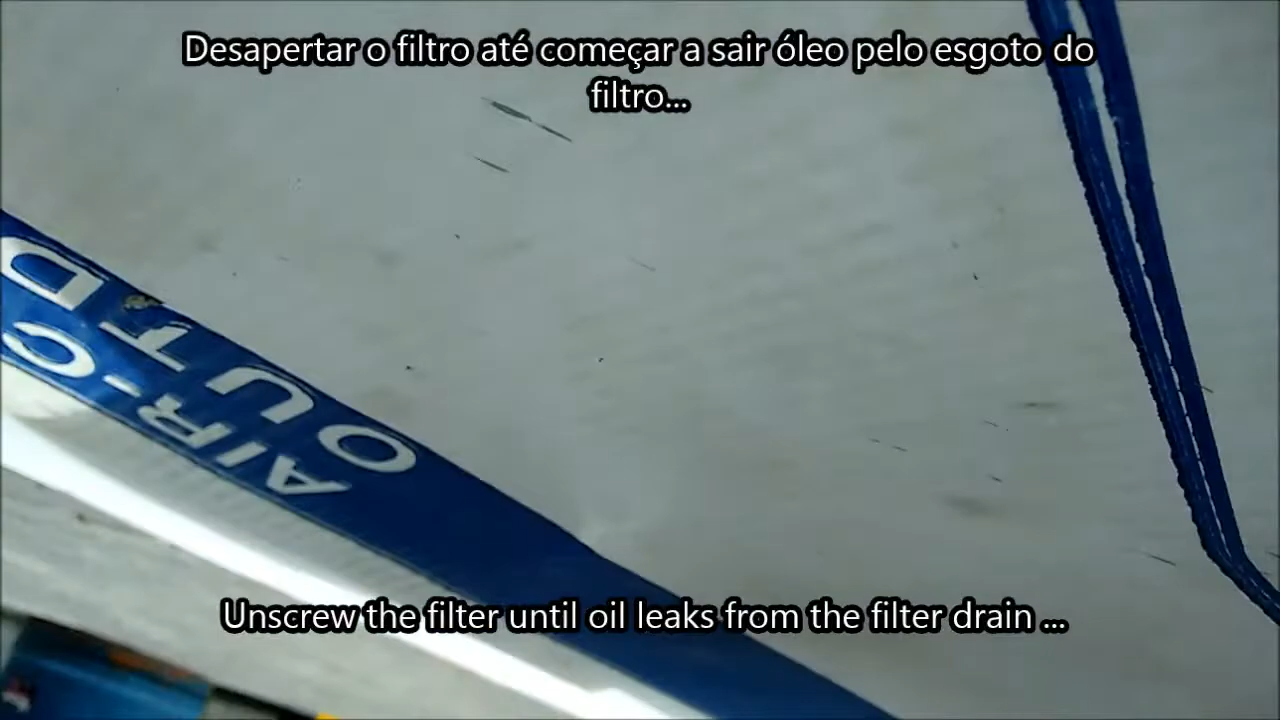 Desapertar o filtro até começar a sair óleo pelo esgoto do
filtro...
AIR-C
OUTD
Unscrew the filter until oil leaks from the filter drain ...